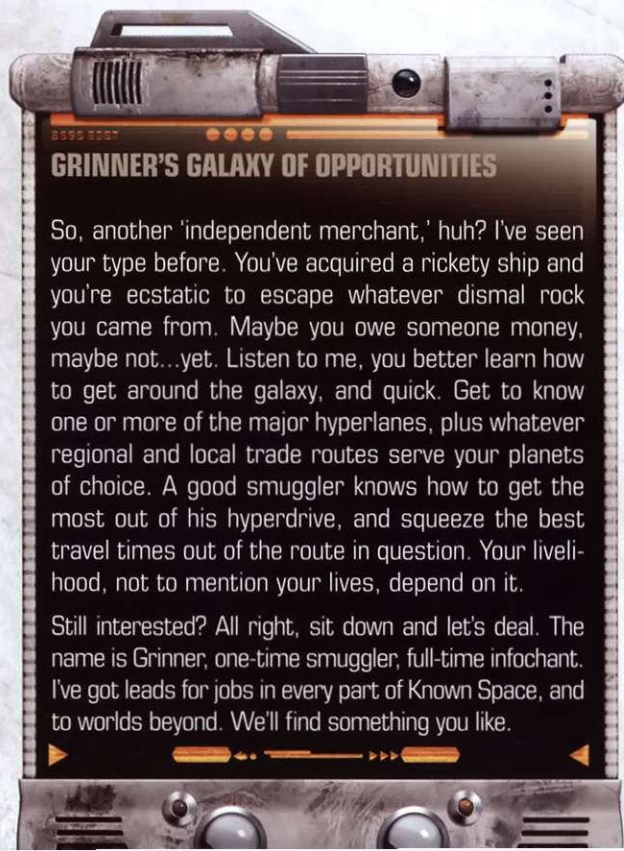 GRINNER'S GALAXY OF OPPORTUNITIES
So, another 'independent merchant,' huh? I've seen
your type before. You've acquired a rickety ship and
you're ecstatic to escape whatever dismal rock
you came from. Maybe you owe someone money,
maybe not...yet. Listen to me, you better learn how
to get around the galaxy, and quick. Get to know
one or more of the major hyperlanes, plus whatever
regional and local trade routes serve your planets
of choice. A good smuggler knows how to get the
most out of his hyperdrive, and squeeze the best
travel times out of the route in question. Your liveli-
hood, not to mention your lives, depend on it.
Still interested? All right, sit down and let's deal. The
name is Grinner, one-time smuggler, full-time infochant.
I've got leads for jobs in every part of Known Space, and
to worlds beyond. We'll find something you like.